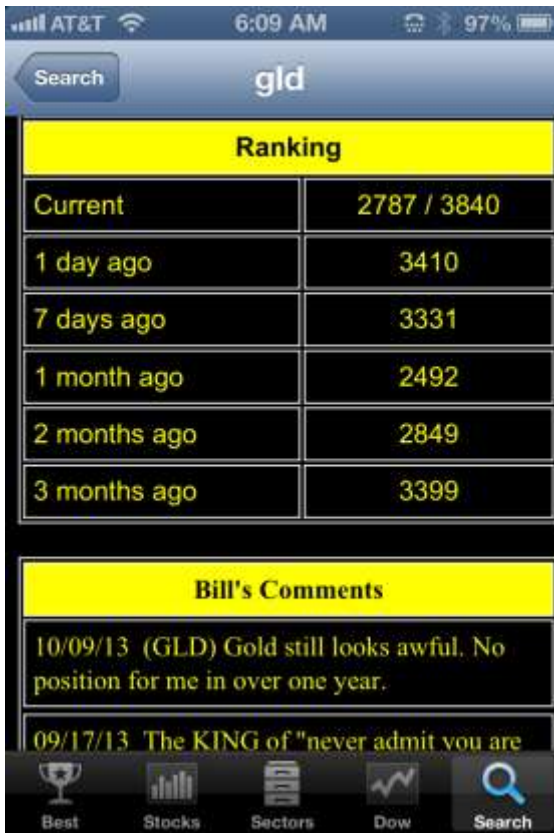 AT&T 6:09 AM 97%
Search gld
Ranking
Current 2787 / 3840
1 day ago 3410
7 days ago 3331
1 month ago 2492
2 months ago 2849
3 months ago 3399
Bill's Comments
10/09/13 (GLD) Gold still looks awful. No
position for me in over one year.
09/17/13 The KING of "never admit you are
Best Stocks Sectors Dow Search